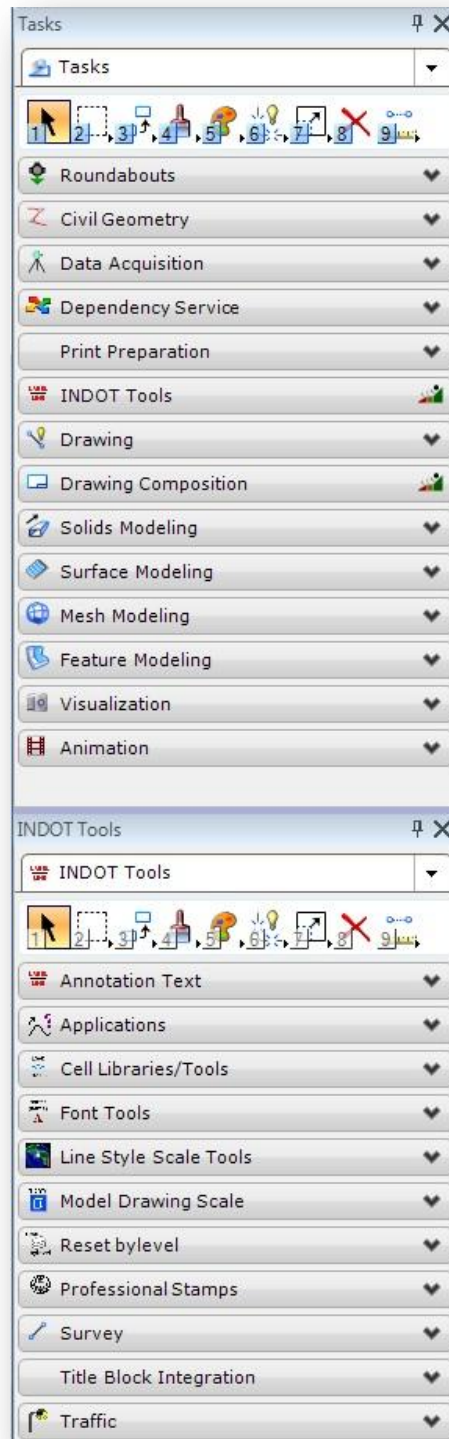 Tasks
Tasks
1 2 3 4 5 6 7 8 9
Roundabouts
Civil Geometry
Data Acquisition
Dependency Service
Print Preparation
INDOT Tools
Drawing
Drawing Composition
Solids Modeling
Surface Modeling
Mesh Modeling
Feature Modeling
Visualization
Animation
INDOT Tools
INDOT Tools
1 2 3 4 5 6 7 8 9
Annotation Text
Applications
Cell Libraries/Tools
Font Tools
Line Style Scale Tools
Model Drawing Scale
Reset bylevel
Professional Stamps
Survey
Title Block Integration
Traffic